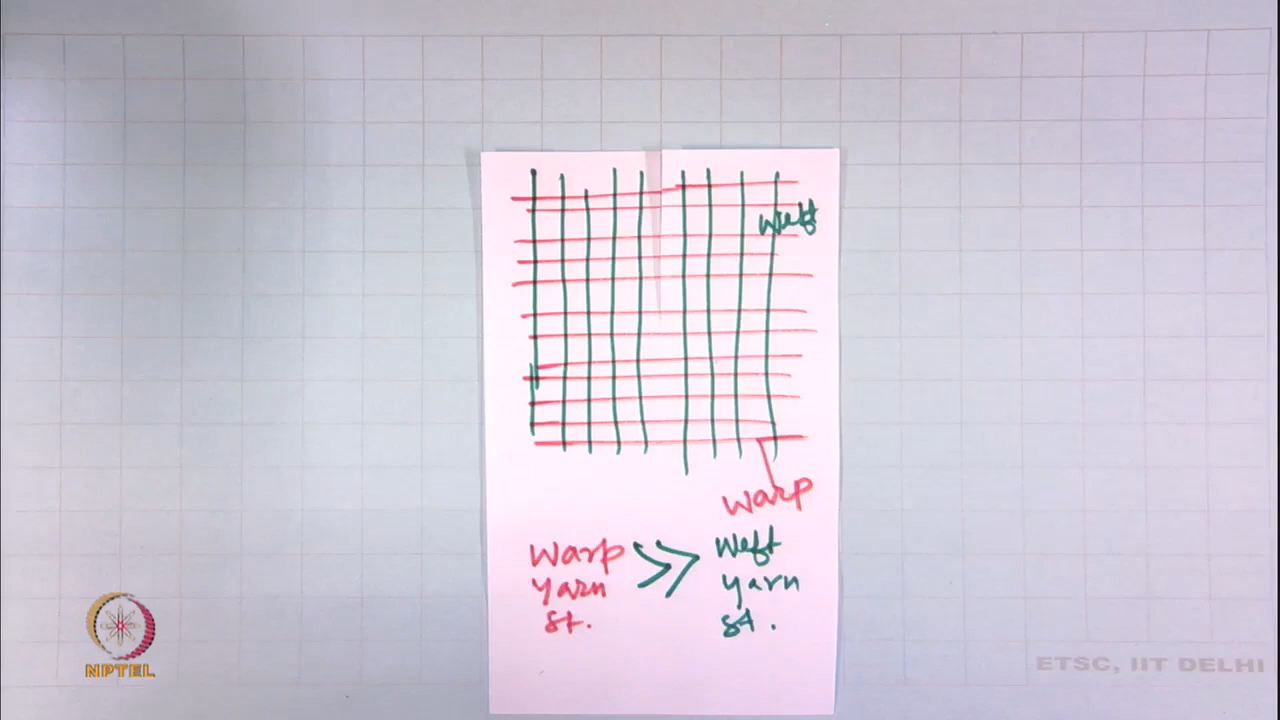 Weft
Warp
Warp >> Weft
Yarn yarn
St. st.
NPTEL
ETSC, IIT DELHI